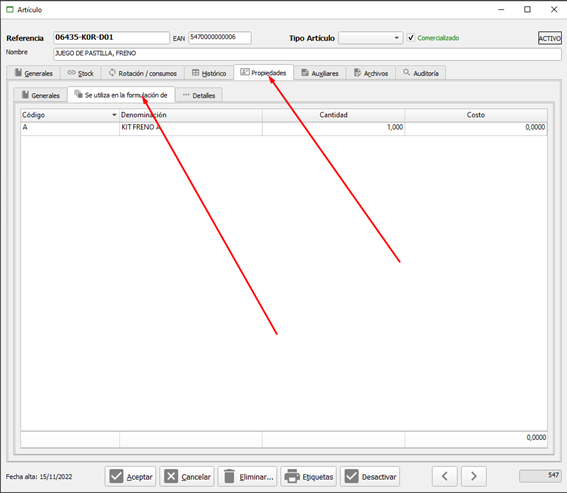 Artículo
Referencia 06435-K0R-D01 EAN 5470000000006 Tipo Artículo Comercializado ACTIVO
Nombre JUEGO DE PASTILLA, FRENO
Generales Stock Rotación / consumos Histórico Propiedades Auxiliares Archivos Auditoría
Generales Se utiliza en la formulación de Detalles
Código Denominación Cantidad Costo
A KIT FRENO A 1,000 0,0000
0,0000
Fecha alta: 15/11/2022 Aceptar Cancelar Eliminar... Etiquetas Desactivar 547